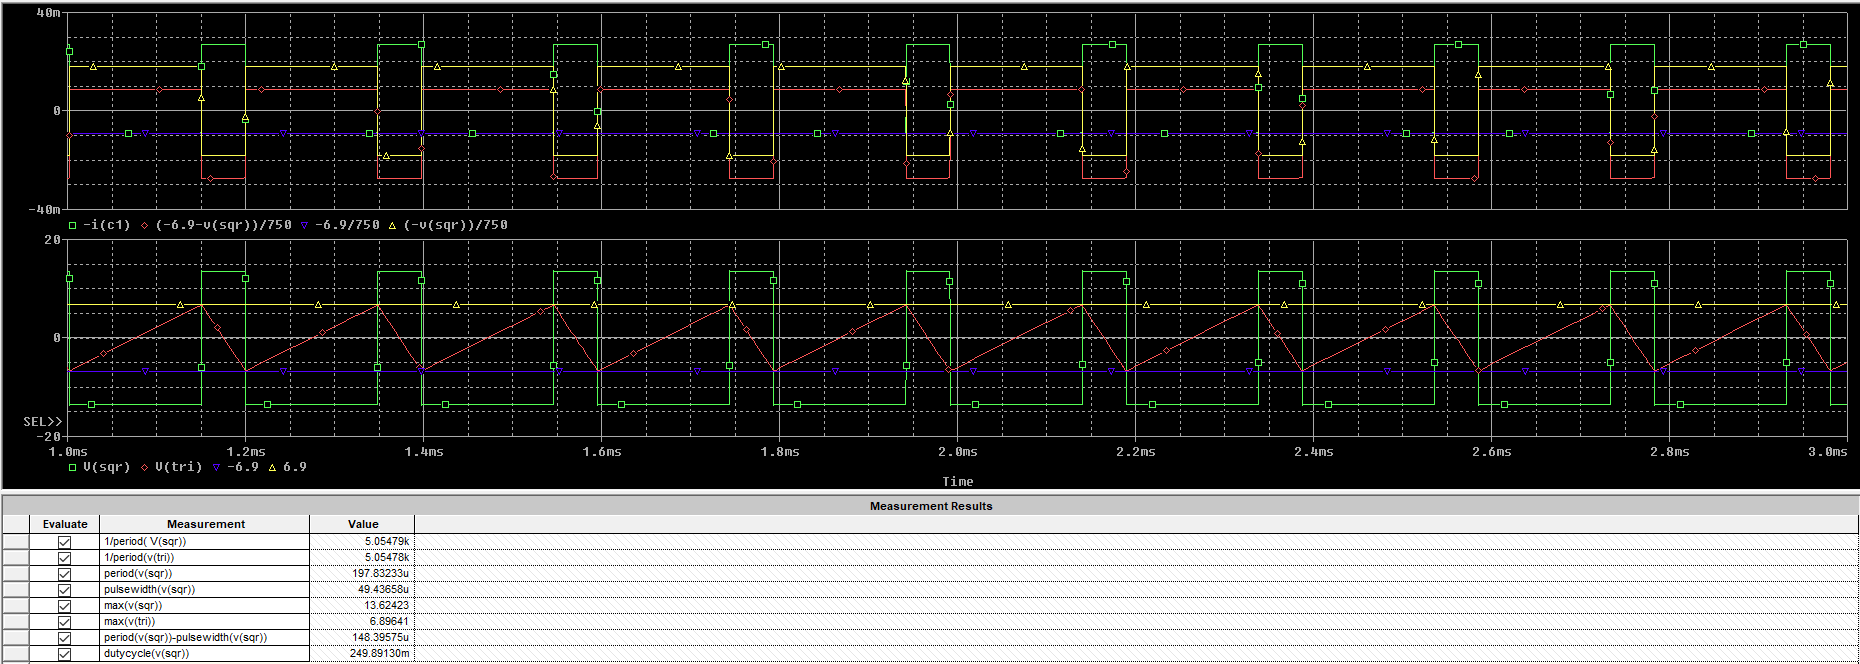 40m
0
-40m
-i(c1) (-6.9-v(sqr))/750 -6.9/750 (-v(sqr))/750
20
0
SEL>>
-20
1.0ms 1.2ms 1.4ms 1.6ms 1.8ms 2.0ms 2.2ms 2.4ms 2.6ms 2.8ms 3.0ms
V(sqr) V(tri) -6.9 6.9
Time
Measurement Results
Evaluate Measurement Value
1/period( V(sqr)) 5.05479k
1/period(v(tri)) 5.05478k
period(v(sqr)) 197.83233u
pulsewidth(v(sqr)) 49.43658u
max(v(sqr)) 13.62423
max(v(tri)) 6.89641
period(v(sqr))-pulsewidth(v(sqr)) 148.39575u
dutycycle(v(sqr)) 249.89130m